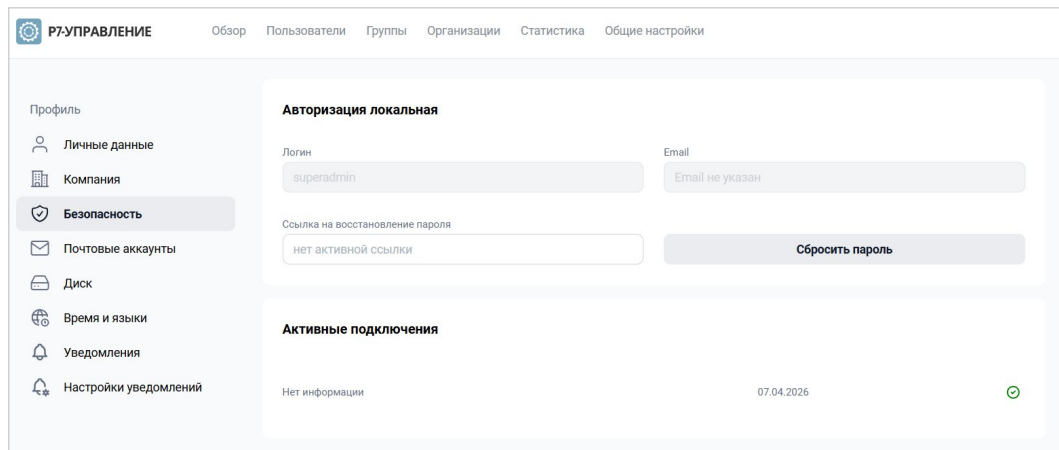 Р7-УПРАВЛЕНИЕ Обзор Пользователи Группы Организации Статистика Общие настройки
Профиль
Личные данные
Компания
Безопасность
Почтовые аккаунты
Диск
Время и языки
Уведомления
Настройки уведомлений
Авторизация локальная
Логин Email
superadmin Email не указан
Ссылка на восстановление пароля
нет активной ссылки Сбросить пароль
Активные подключения
Нет информации 07.04.2026